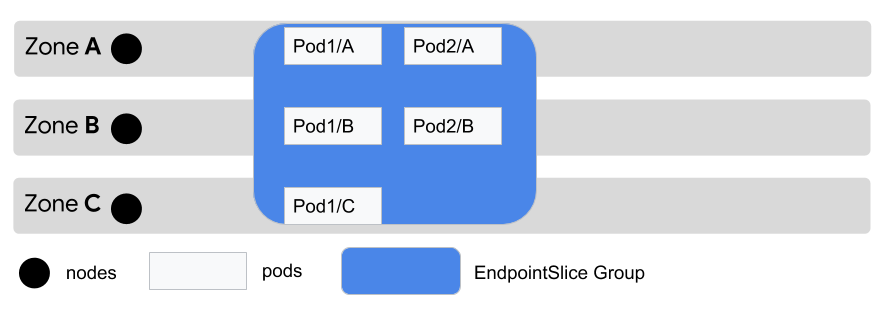 Zone A
Pod1/A
Pod2/A
Zone B
Pod1/B
Pod2/B
Zone C
Pod1/C
nodes
pods
EndpointSlice Group